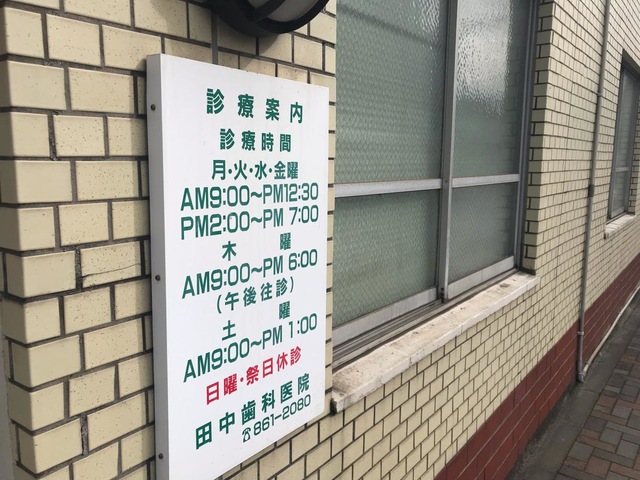 診療案内
診療時間
月・火・水・金曜
AM9:00〜PM12:30
PM2:00〜PM 7:00
木　曜
AM9:00〜PM 6:00
(午後往診)
土　曜
AM9:00〜PM 1:00
日曜・祭日休診
田中歯科医院
☎861-2080